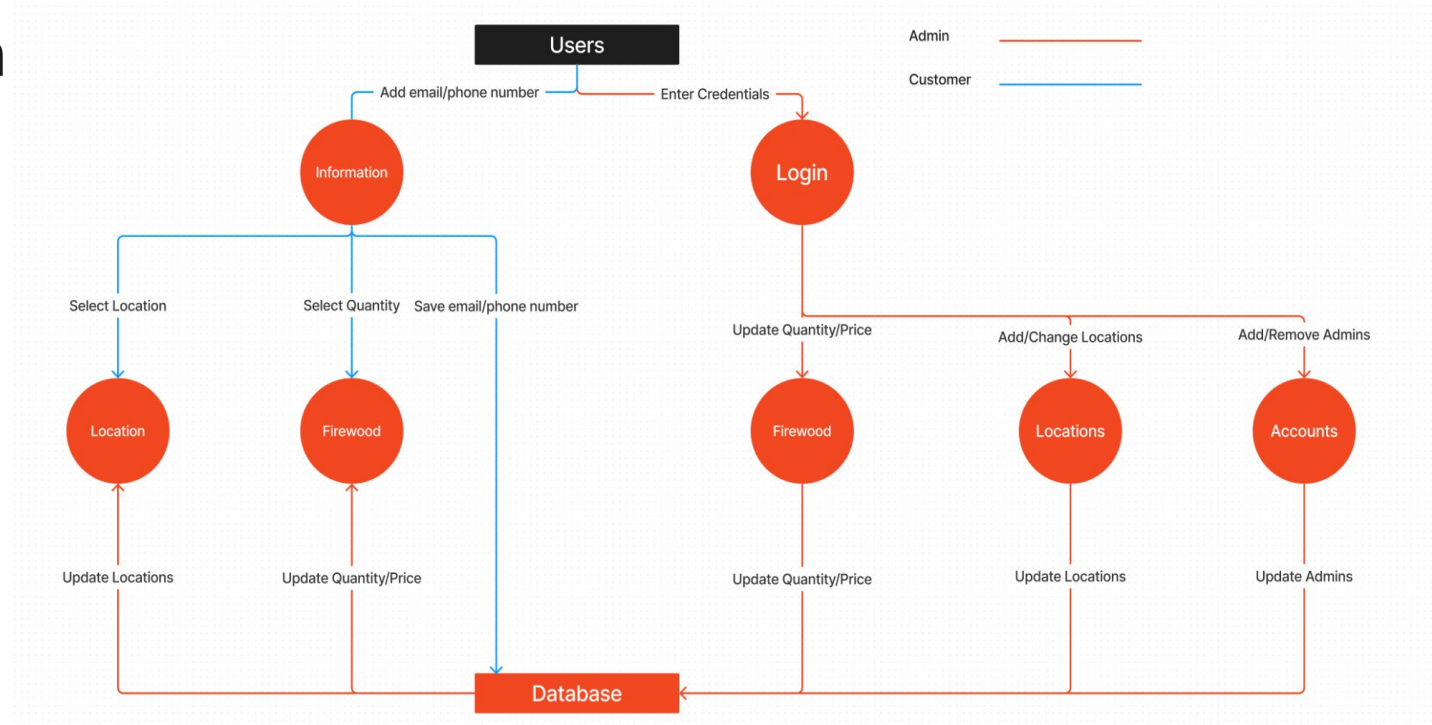 Users
Admin
Customer
Add email/phone number
Enter Credentials
Information
Login
Select Location
Select Quantity
Save email/phone number
Update Quantity/Price
Add/Change Locations
Add/Remove Admins
Location
Firewood
Firewood
Locations
Accounts
Update Locations
Update Quantity/Price
Update Quantity/Price
Update Locations
Update Admins
Database